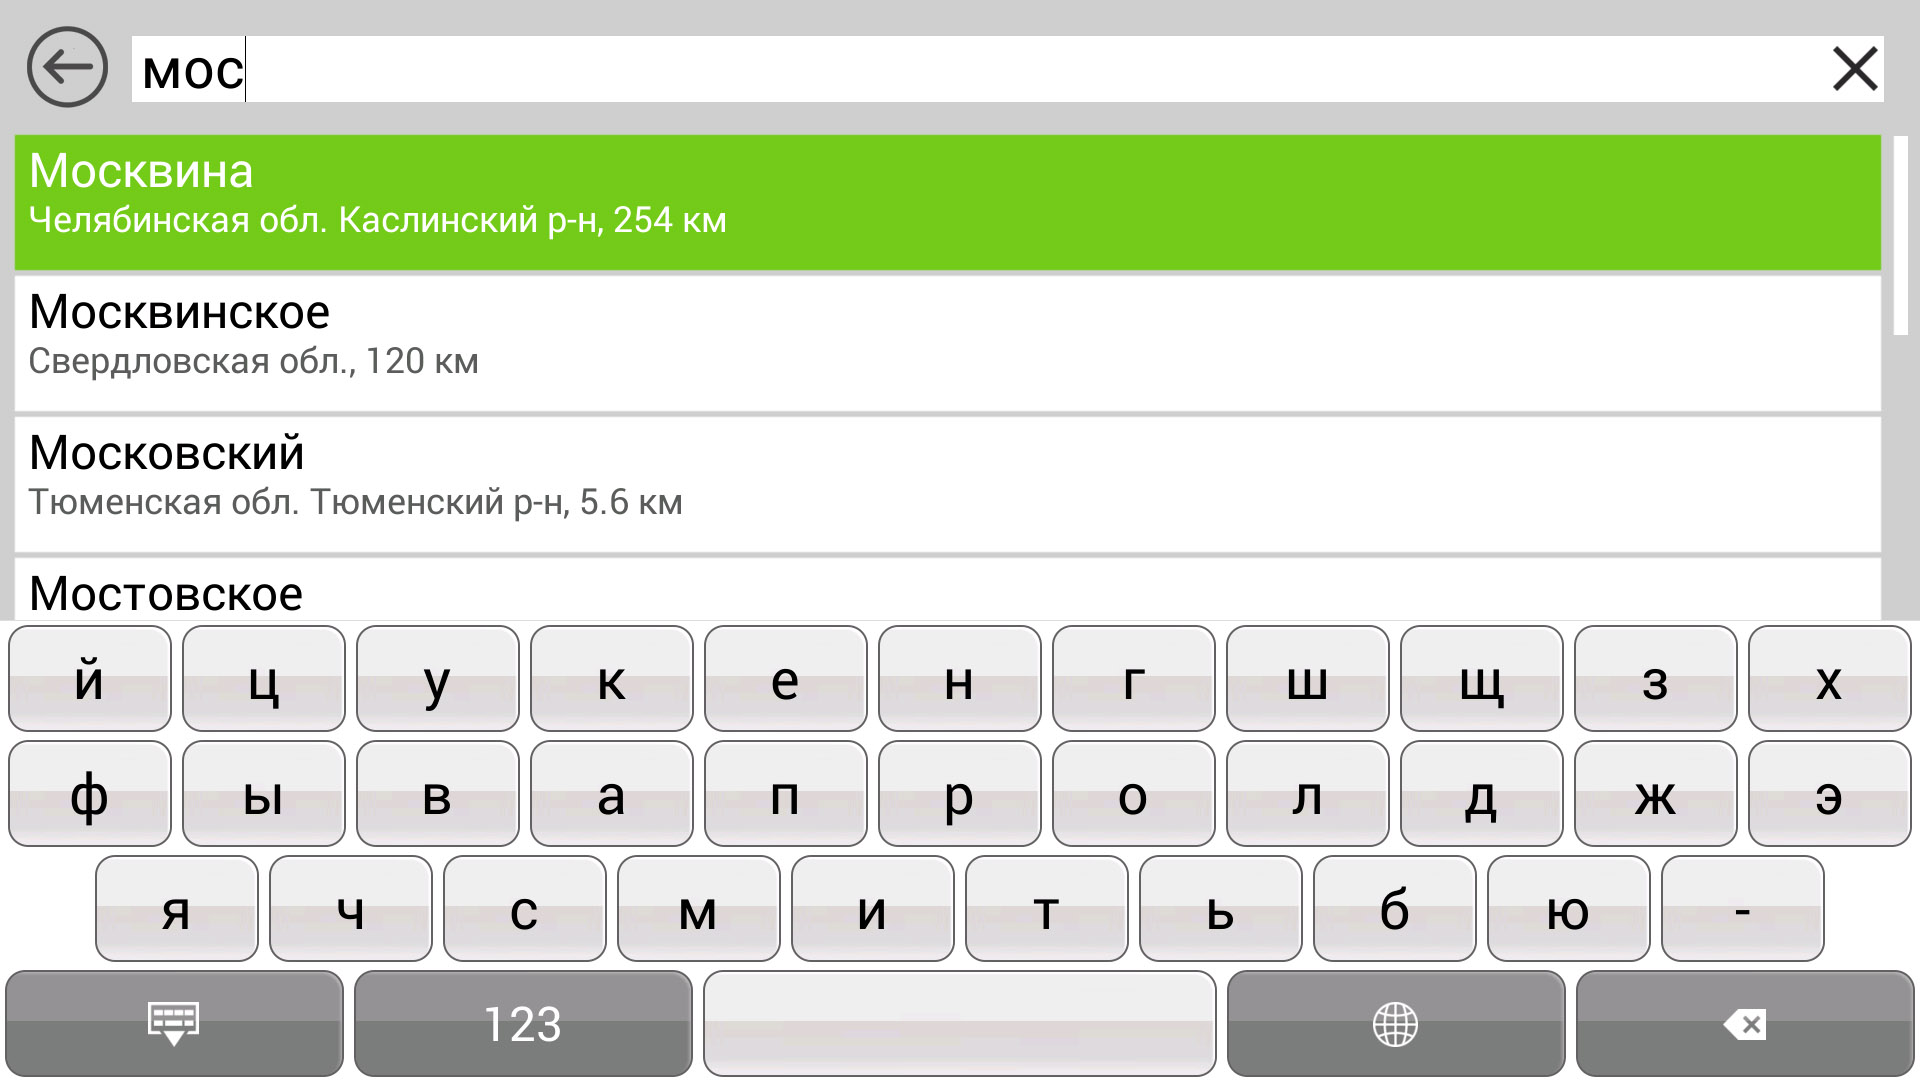 мос
Москвина
Челябинская обл. Каслинский р-н, 254 км
Москвинское
Свердловская обл., 120 км
Московский
Тюменская обл. Тюменский р-н, 5.6 км
Мостовское
й ц у к е н г ш щ з х
ф ы в а п р о л д ж э
я ч с м и т ь б ю -
123